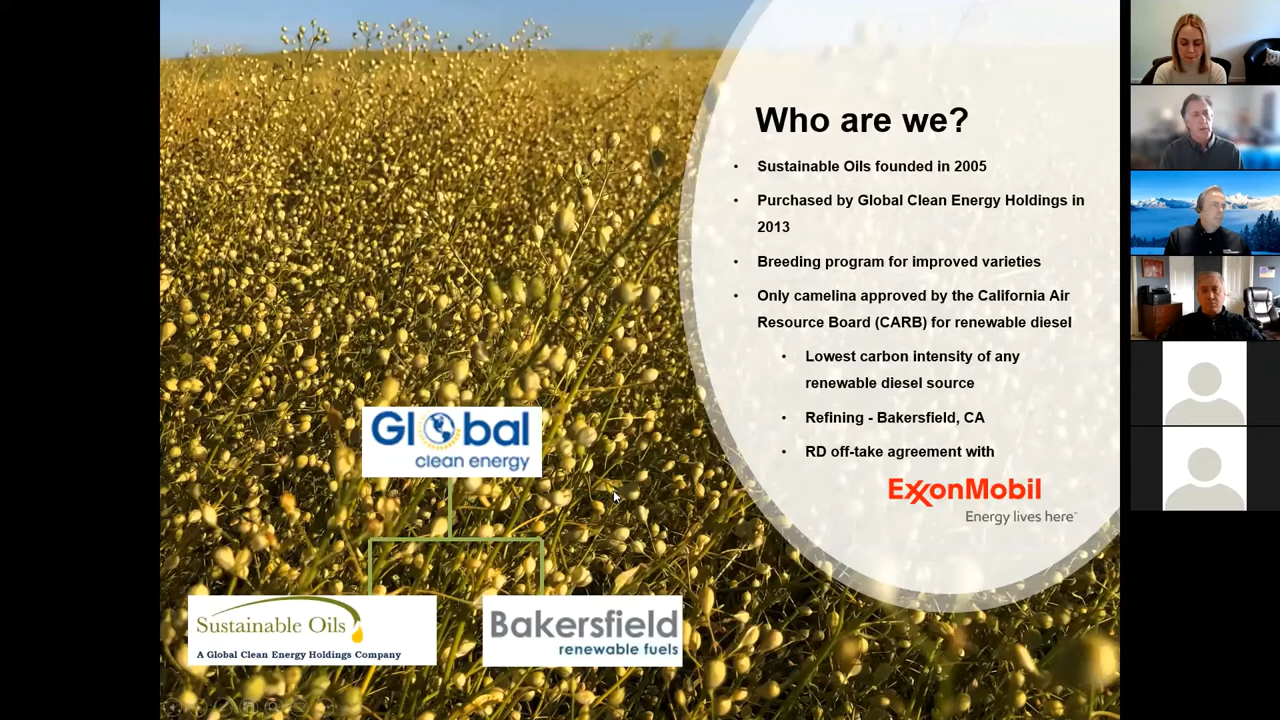 Who are we?
• Sustainable Oils founded in 2005
• Purchased by Global Clean Energy Holdings in
2013
• Breeding program for improved varieties
• Only camelina approved by the California Air
Resource Board (CARB) for renewable diesel
• Lowest carbon intensity of any
renewable diesel source
• Refining - Bakersfield, CA
• RD off-take agreement with
ExxonMobil
Energy lives here™
Global
clean energy
Sustainable Oils
A Global Clean Energy Holdings Company
Bakersfield
renewable fuels